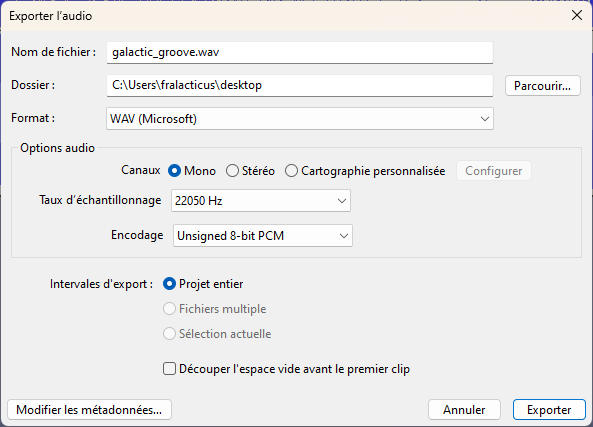 Exporter l'audio
Nom de fichier : galactic_groove.wav
Dossier : C:\Users\fralacticus\desktop Parcourir...
Format : WAV (Microsoft)
Options audio
Canaux Mono Stéréo Cartographie personnalisée Configurer
Taux d'échantillonnage 22050 Hz
Encodage Unsigned 8-bit PCM
Intervales d'export : Projet entier
Fichiers multiple
Sélection actuelle
Découper l'espace vide avant le premier clip
Modifier les métadonnées... Annuler Exporter